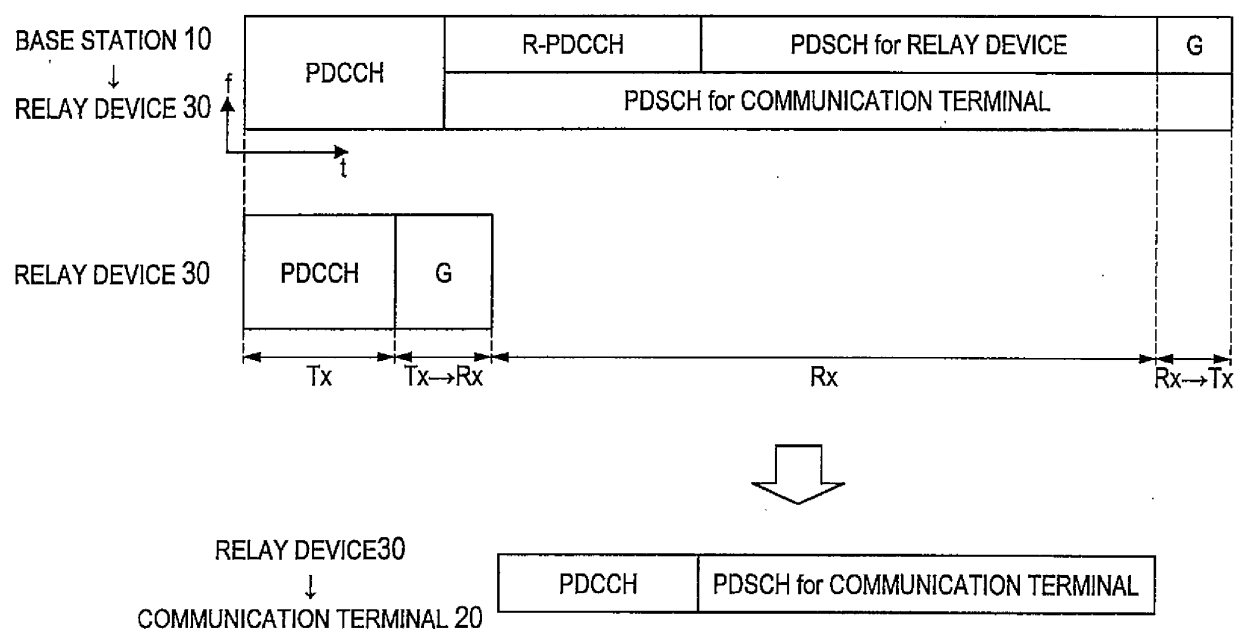 BASE STATION 10
↓
RELAY DEVICE 30
f
t
PDCCH
R-PDCCH
PDSCH for RELAY DEVICE
G
PDSCH for COMMUNICATION TERMINAL
RELAY DEVICE 30
PDCCH
G
Tx
Tx→Rx
Rx
Rx→Tx
RELAY DEVICE30
↓
COMMUNICATION TERMINAL 20
PDCCH
PDSCH for COMMUNICATION TERMINAL